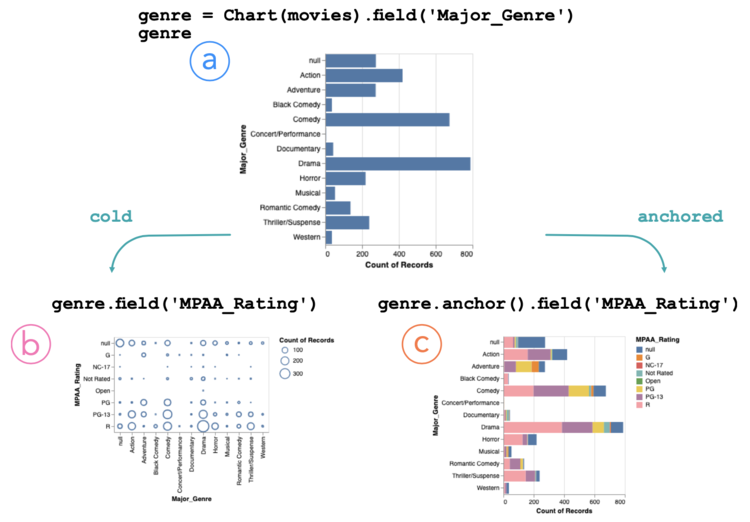 genre = Chart(movies).field('Major_Genre')
genre
a
Major_Genre
null
Action
Adventure
Black Comedy
Comedy
Concert/Performance
Documentary
Drama
Horror
Musical
Romantic Comedy
Thriller/Suspense
Western
0 200 400 600 800
Count of Records
cold
anchored
genre.field('MPAA_Rating')
b
MPAA_Rating
null
G
NC-17
Not Rated
Open
PG
PG-13
R
null Action Adventure Black Comedy Comedy Concert/Performance Documentary Drama Horror Musical Romantic Comedy Thriller/Suspense Western
Major_Genre
Count of Records
100
200
300
genre.anchor().field('MPAA_Rating')
c
Major_Genre
null
Action
Adventure
Black Comedy
Comedy
Concert/Performance
Documentary
Drama
Horror
Musical
Romantic Comedy
Thriller/Suspense
Western
0 200 400 600 800
Count of Records
MPAA_Rating
null
G
NC-17
Not Rated
Open
PG
PG-13
R